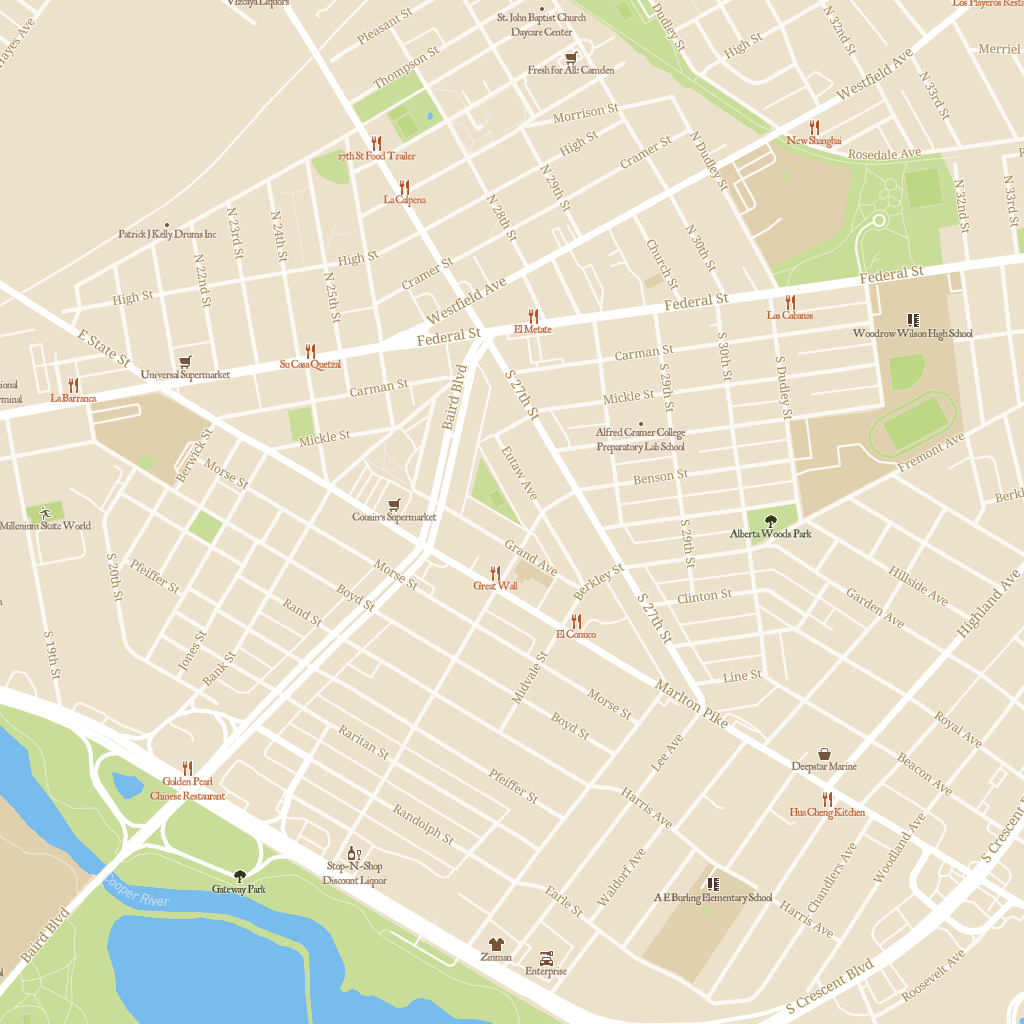 Vizcaya Liquors
St. John Baptist Church
Daycare Center
Los Playeros Resta
Hayes Ave
Pleasant St
Dudley St
High St
N 32nd St
Merriel
Thompson St
Fresh for All: Camden
Westfield Ave
N 33rd St
Morrison St
27th St Food Trailer
High St
Cramer St
N Dudley St
New Shanghai
Rosedale Ave
La Calpena
N 29th St
N 28th St
N 32nd St
N 33rd St
Patrick J Kelly Drums Inc
N 23rd St
N 24th St
N 22nd St
N 25th St
High St
Cramer St
Church St
N 30th St
High St
Westfield Ave
Federal St
Federal St
E State St
Federal St
El Metate
Las Cabanas
Woodrow Wilson High School
Universal Supermarket
Su Casa Quetzal
Carman St
S 30th St
S Dudley St
La Barranca
ional
rminal
Carman St
Baird Blvd
S 27th St
S 29th St
Mickle St
Mickle St
Alfred Cramer College
Preparatory Lab School
Berwick St
Morse St
Eutaw Ave
Benson St
Fremont Ave
Berkl
Millenium Skate World
Cousin's Supermarket
Alberta Woods Park
S 29th St
Grand Ave
S 20th St
Pfeiffer St
Morse St
Great Wall
Berkley St
Hillside Ave
Boyd St
Rand St
Clinton St
Garden Ave
Highland Ave
S 27th St
El Conuco
S 19th St
Jones St
Bank St
Midvale St
Line St
Marlton Pike
Morse St
Boyd St
Royal Ave
Raritan St
Lee Ave
Deepstar Marine
Beacon Ave
Golden Pearl
Chinese Restaurant
Pfeiffer St
Harris Ave
Hua Cheng Kitchen
Randolph St
S Crescent B
Woodland Ave
Stop-N-Shop
Discount Liquor
Chandlers Ave
Waldorf Ave
Gateway Park
Cooper River
Earle St
A E Burling Elementary School
Harris Ave
Baird Blvd
Zinman
Enterprise
S Crescent Blvd
Roosevelt Ave